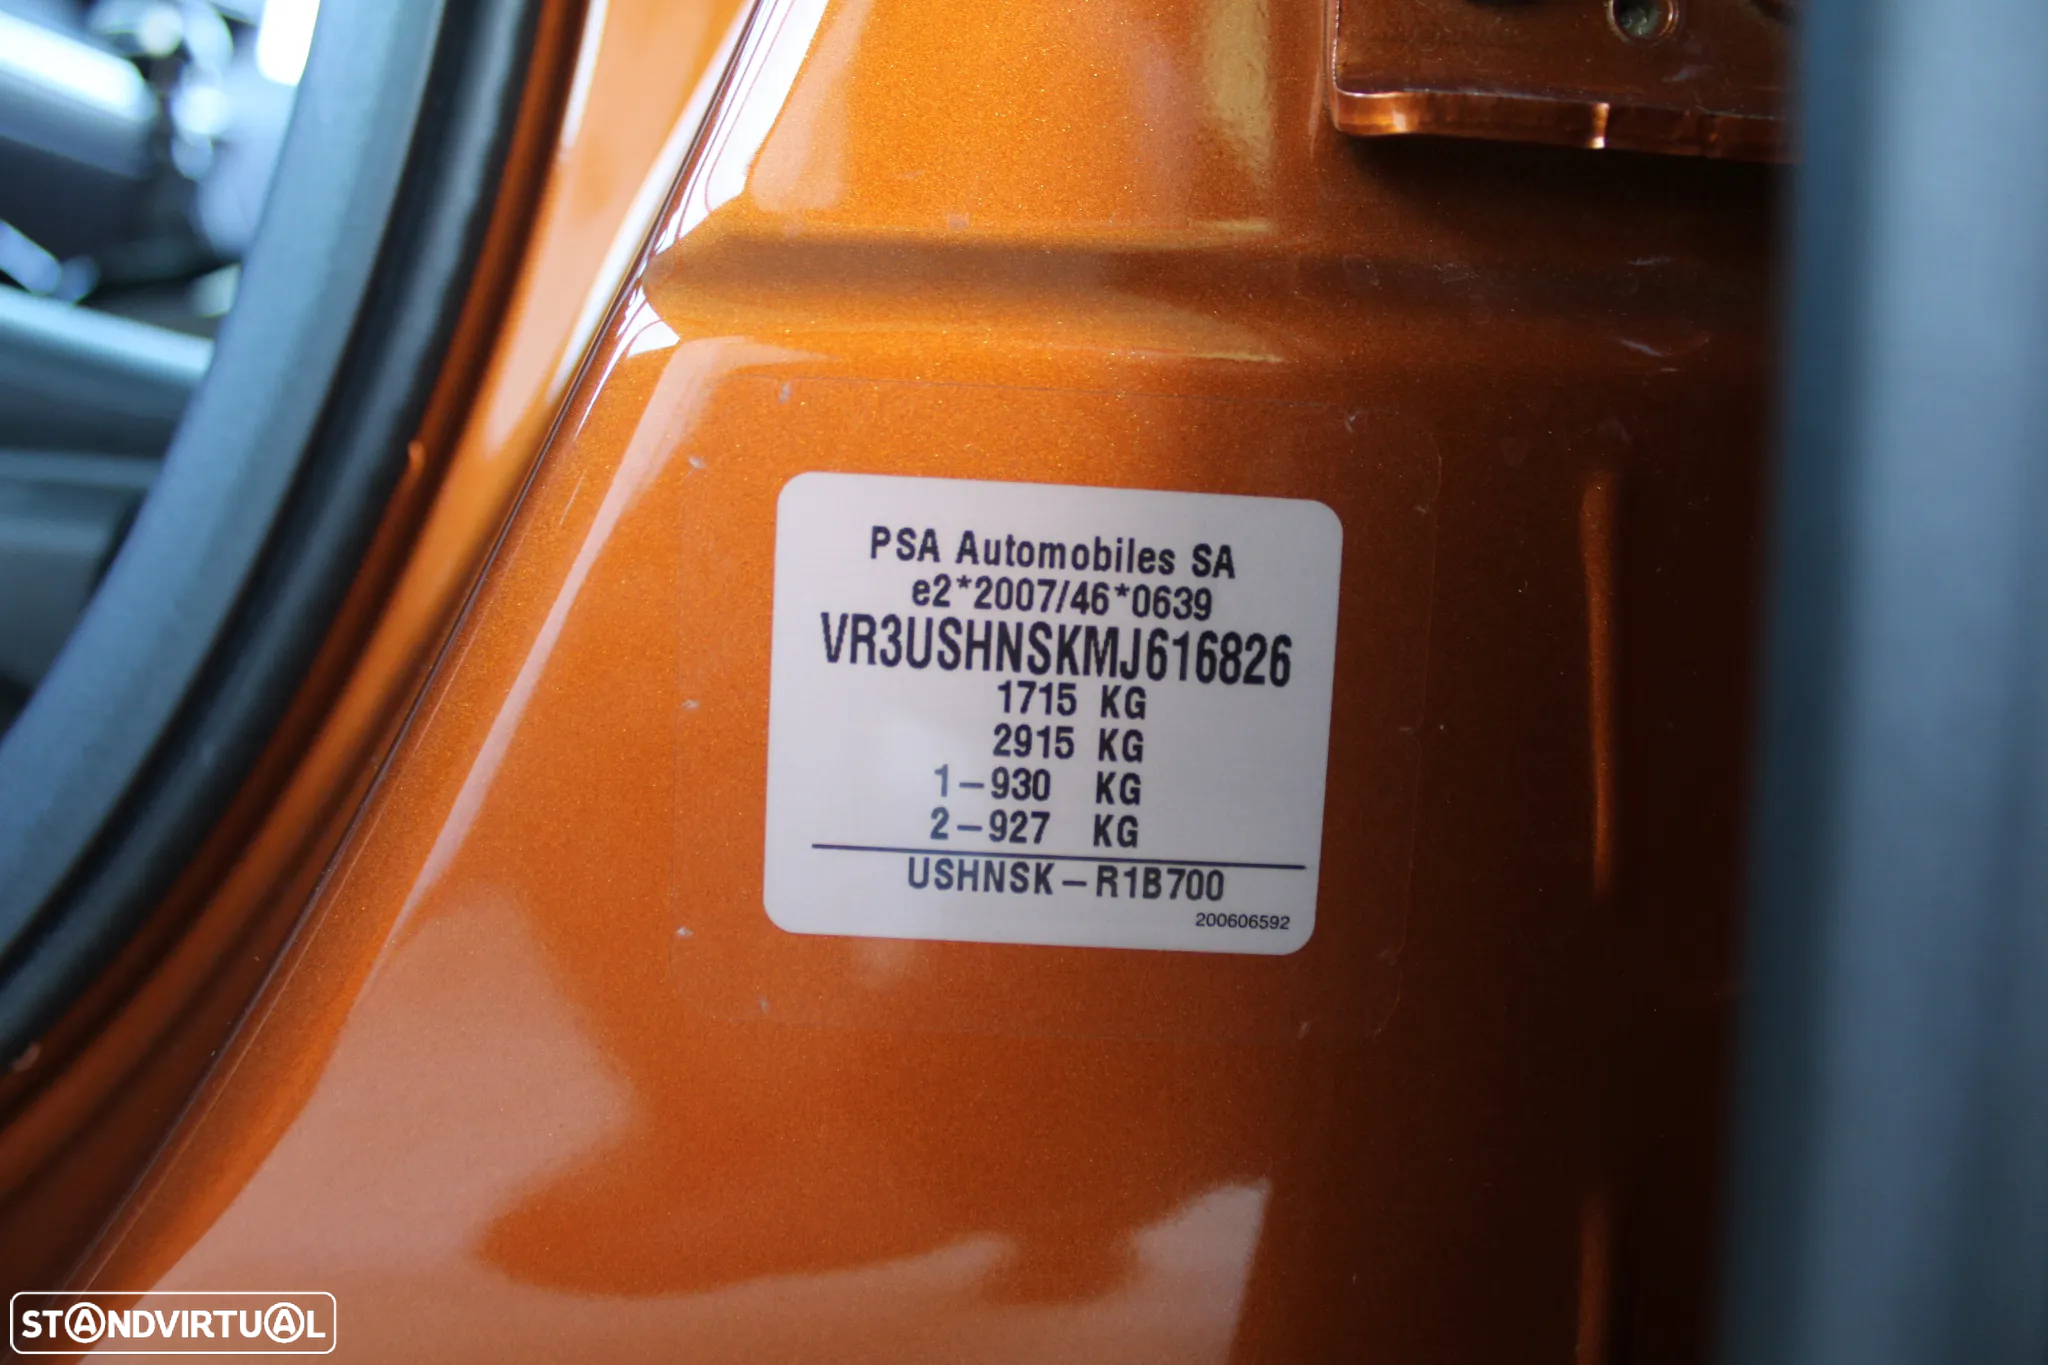 PSA Automobiles SA
e2*2007/46*0639
VR3USHNSKMJ616826
1715 KG
2915 KG
1-930 KG
2-927 KG
USHNSK-R1B700
200606592
STANDVIRTUAL